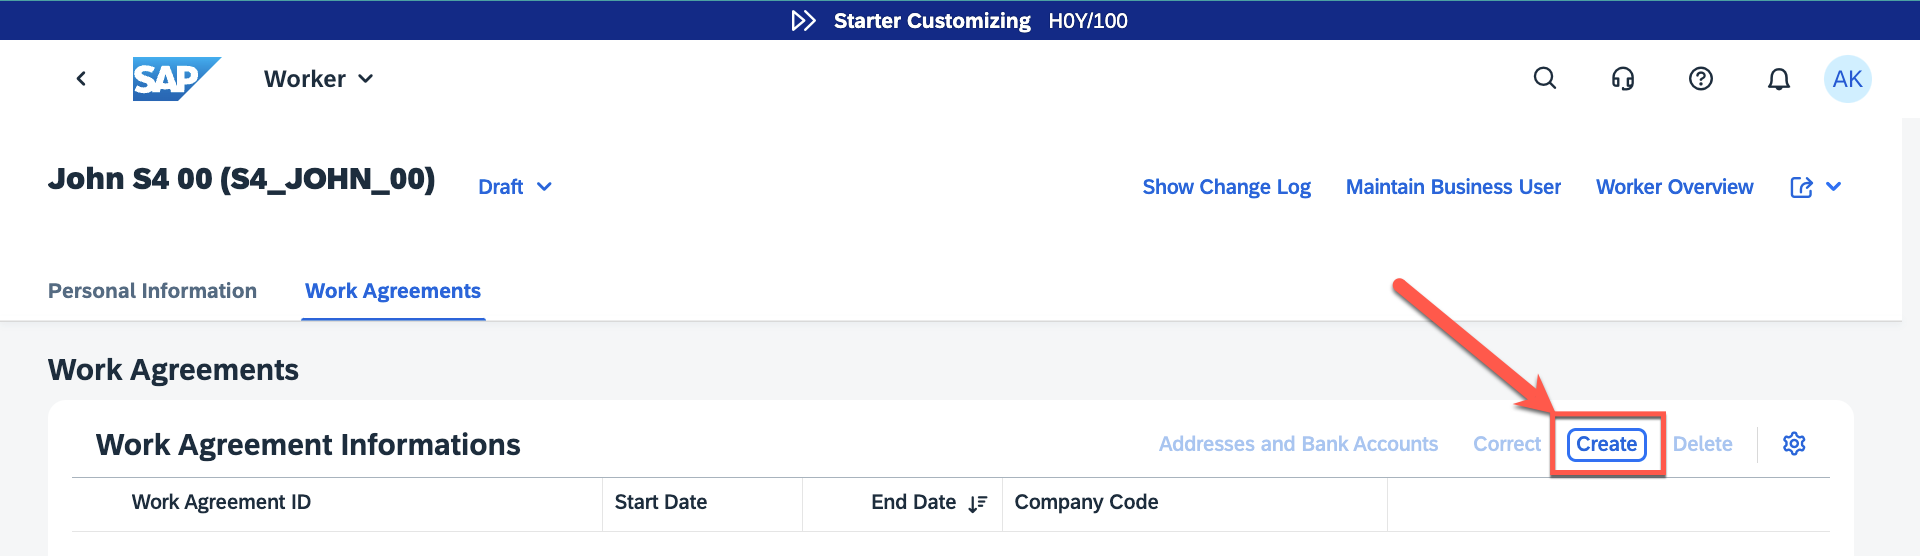 Starter Customizing H0Y/100
SAP Worker AK
John S4 00 (S4_JOHN_00) Draft Show Change Log Maintain Business User Worker Overview
Personal Information Work Agreements
Work Agreements
Work Agreement Informations Addresses and Bank Accounts Correct Create Delete
Work Agreement ID Start Date End Date Company Code